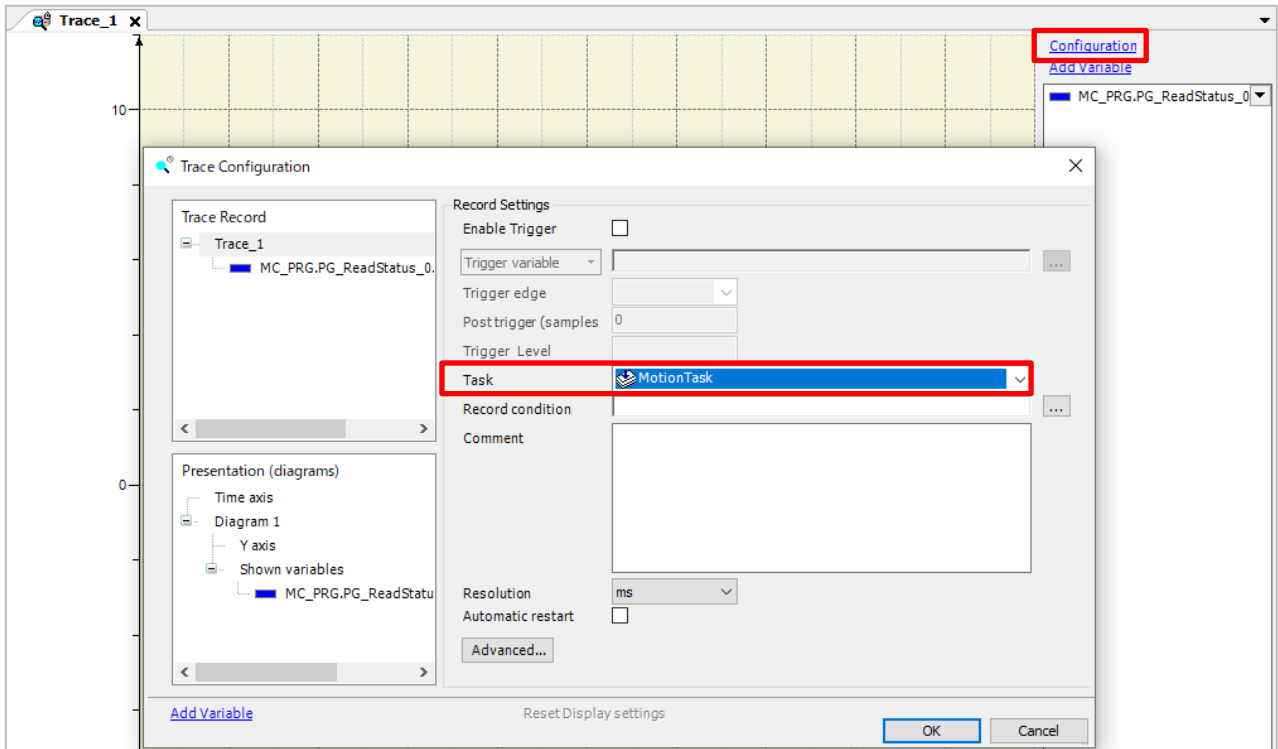 Trace_1 X
Configuration
Add Variable
MC_PRG.PG_ReadStatus_0
10
0
Trace Configuration
Trace Record
Trace_1
MC_PRG.PG_ReadStatus_0.
Presentation (diagrams)
Time axis
Diagram 1
Y axis
Shown variables
MC_PRG.PG_ReadStatu
Record Settings
Enable Trigger
Trigger variable
...
Trigger edge
Post trigger (samples
0
Trigger Level
Task
MotionTask
Record condition
...
Comment
Resolution
ms
Automatic restart
Advanced...
Add Variable
Reset Display settings
OK
Cancel